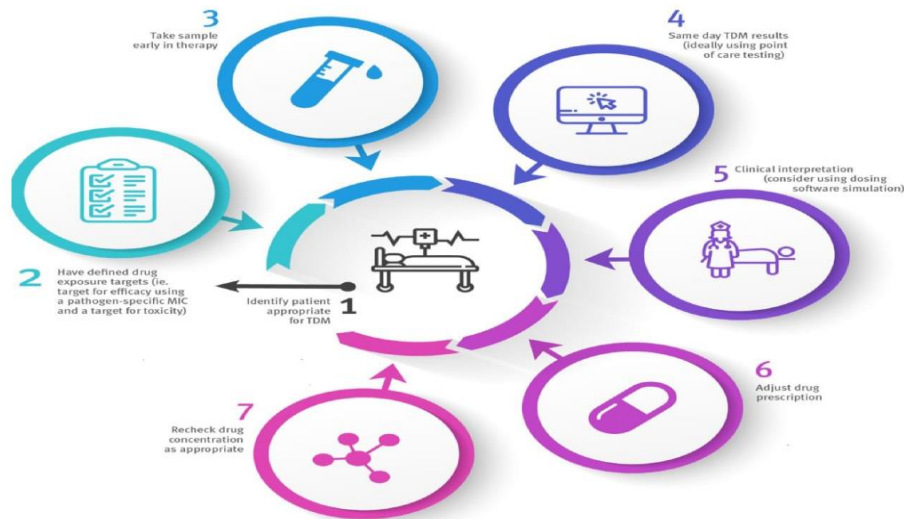 3
Take sample
early in therapy
4
Same day TDM results
(ideally using point
of care testing)
5
Clinical interpretation
(consider using dosing
software simulation)
2
Have defined drug
exposure targets (ie.
target for efficacy using
a pathogen-specific MIC
and a target for toxicity)
1
Identify patient
appropriate
for TDM
6
Adjust drug
prescription
7
Recheck drug
concentration
as appropriate